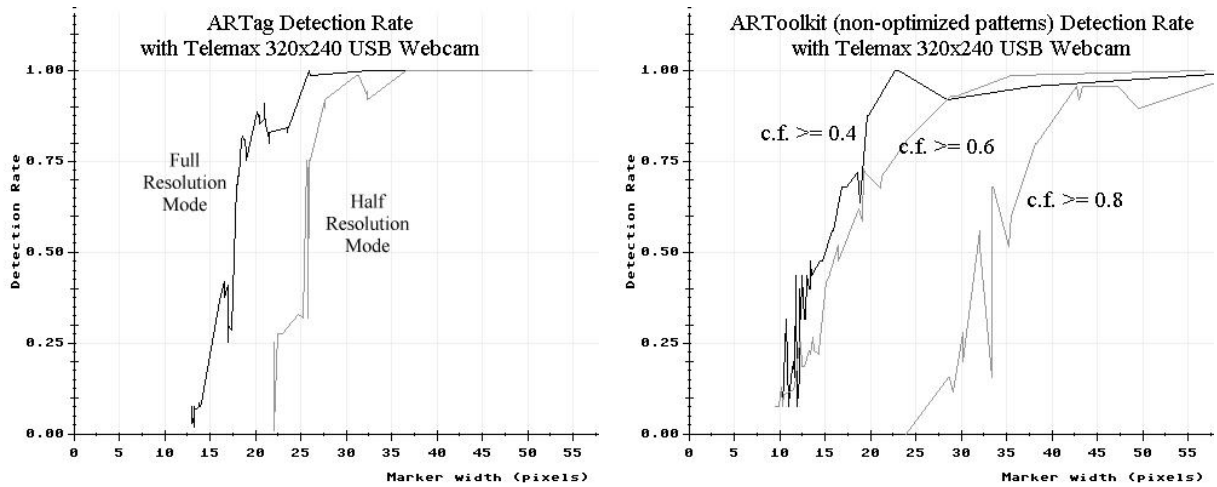 ARTag Detection Rate
with Telemax 320x240 USB Webcam
Detection Rate
1.00
0.75
0.50
0.25
0.00
Full
Resolution
Mode
Half
Resolution
Mode
0 5 10 15 20 25 30 35 40 45 50 55
Marker width (pixels)
ARToolkit (non-optimized patterns) Detection Rate
with Telemax 320x240 USB Webcam
Detection Rate
1.00
0.75
0.50
0.25
0.00
c.f. >= 0.4
c.f. >= 0.6
c.f. >= 0.8
0 5 10 15 20 25 30 35 40 45 50 55
Marker width (pixels)